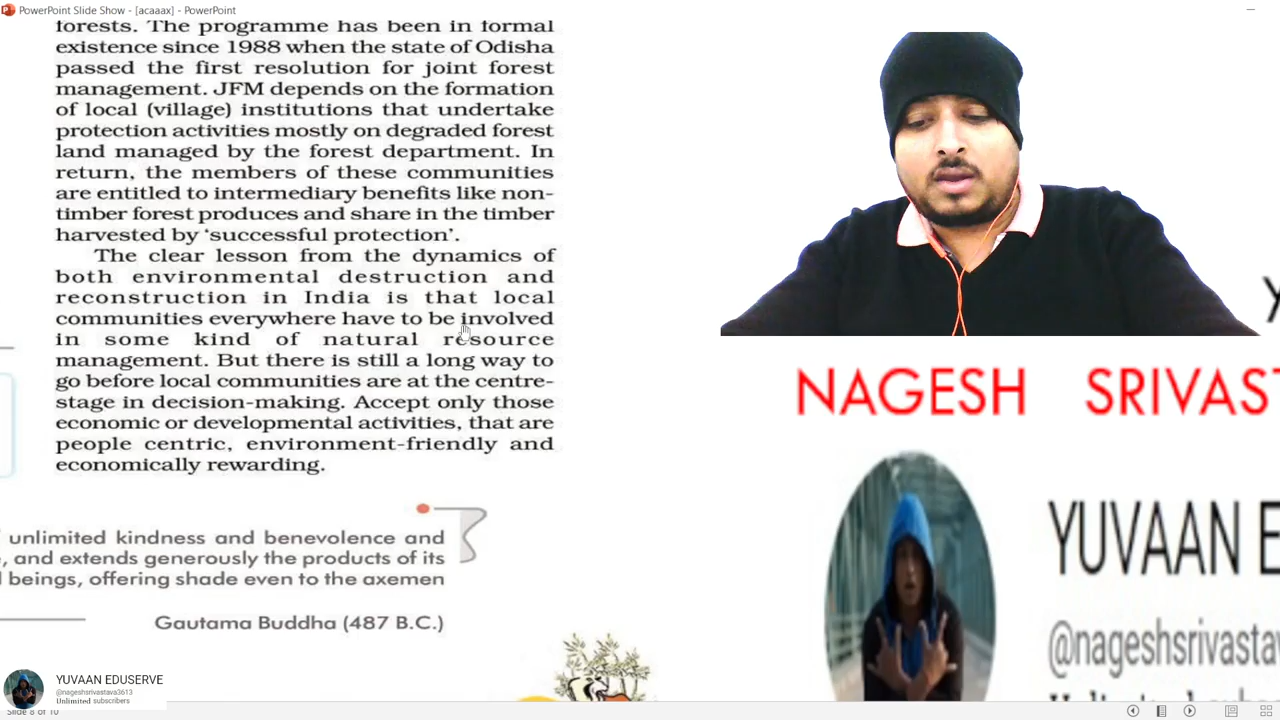 PowerPoint Slide Show - [acaaax] - PowerPoint
forests. The programme has been in formal
existence since 1988 when the state of Odisha
passed the first resolution for joint forest
management. JFM depends on the formation
of local (village) institutions that undertake
protection activities mostly on degraded forest
land managed by the forest department. In
return, the members of these communities
are entitled to intermediary benefits like non-
timber forest produces and share in the timber
harvested by ‘successful protection’.
The clear lesson from the dynamics of
both environmental destruction and
reconstruction in India is that local
communities everywhere have to be involved
in some kind of natural resource
management. But there is still a long way to
go before local communities are at the centre-
stage in decision-making. Accept only those
economic or developmental activities, that are
people centric, environment-friendly and
economically rewarding.
unlimited kindness and benevolence and
, and extends generously the products of its
beings, offering shade even to the axemen
Gautama Buddha (487 B.C.)
NAGESH SRIVAST
YUVAAN E
@nageshsrivastava
YUVAAN EDUSERVE
@nageshsrivastava3613
Unlimited subscribers
Slide 8 of 10